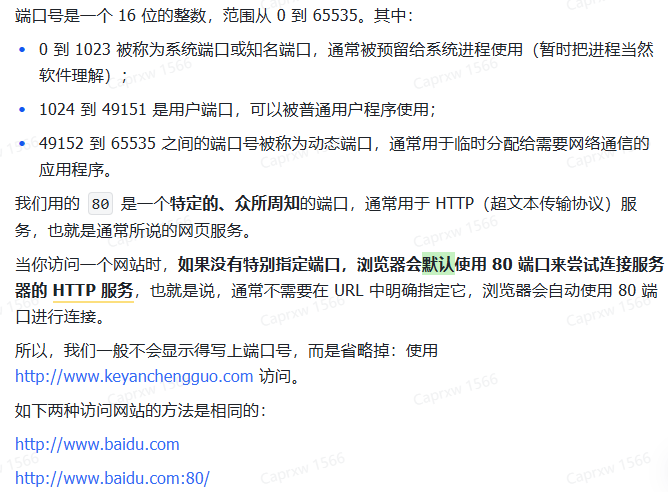 端口号是一个 16 位的整数，范围从 0 到 65535。其中：
• 0 到 1023 被称为系统端口或知名端口，通常被预留给系统进程使用（暂时把进程当然
软件理解）；
• 1024 到 49151 是用户端口，可以被普通用户程序使用；
• 49152 到 65535 之间的端口号被称为动态端口，通常用于临时分配给需要网络通信的
应用程序。
我们用的 80 是一个特定的、众所周知的端口，通常用于 HTTP（超文本传输协议）服
务，也就是通常所说的网页服务。
当你访问一个网站时，如果没有特别指定端口，浏览器会默认使用 80 端口来尝试连接服务
器的 HTTP 服务，也就是说，通常不需要在 URL 中明确指定它，浏览器会自动使用 80 端
口进行连接。
所以，我们一般不会显示得写上端口号，而是省略掉：使用
http://www.keyanchengguo.com 访问。
如下两种访问网站的方法是相同的：
http://www.baidu.com
http://www.baidu.com:80/
Caprxw 1566